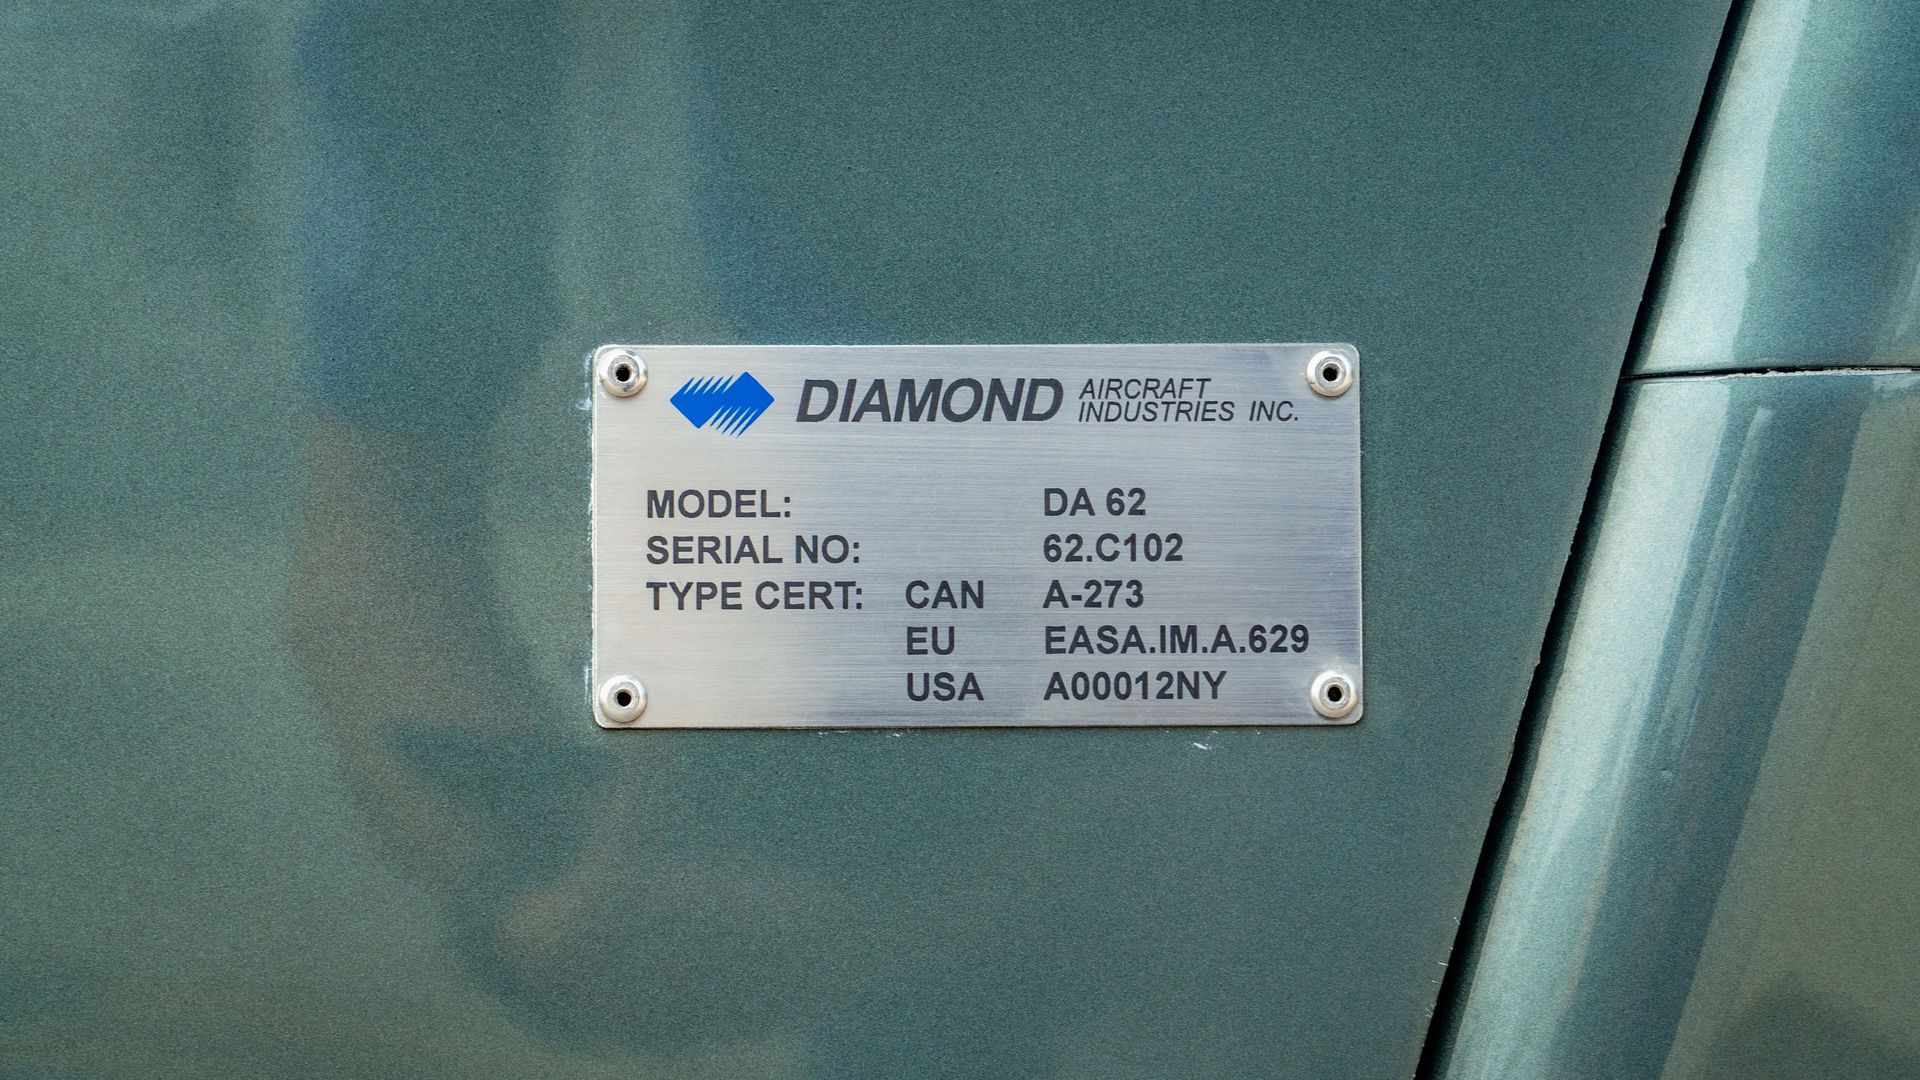 DIAMOND AIRCRAFT INDUSTRIES INC.
MODEL: DA 62
SERIAL NO: 62.C102
TYPE CERT: CAN A-273
EU EASA.IM.A.629
USA A00012NY